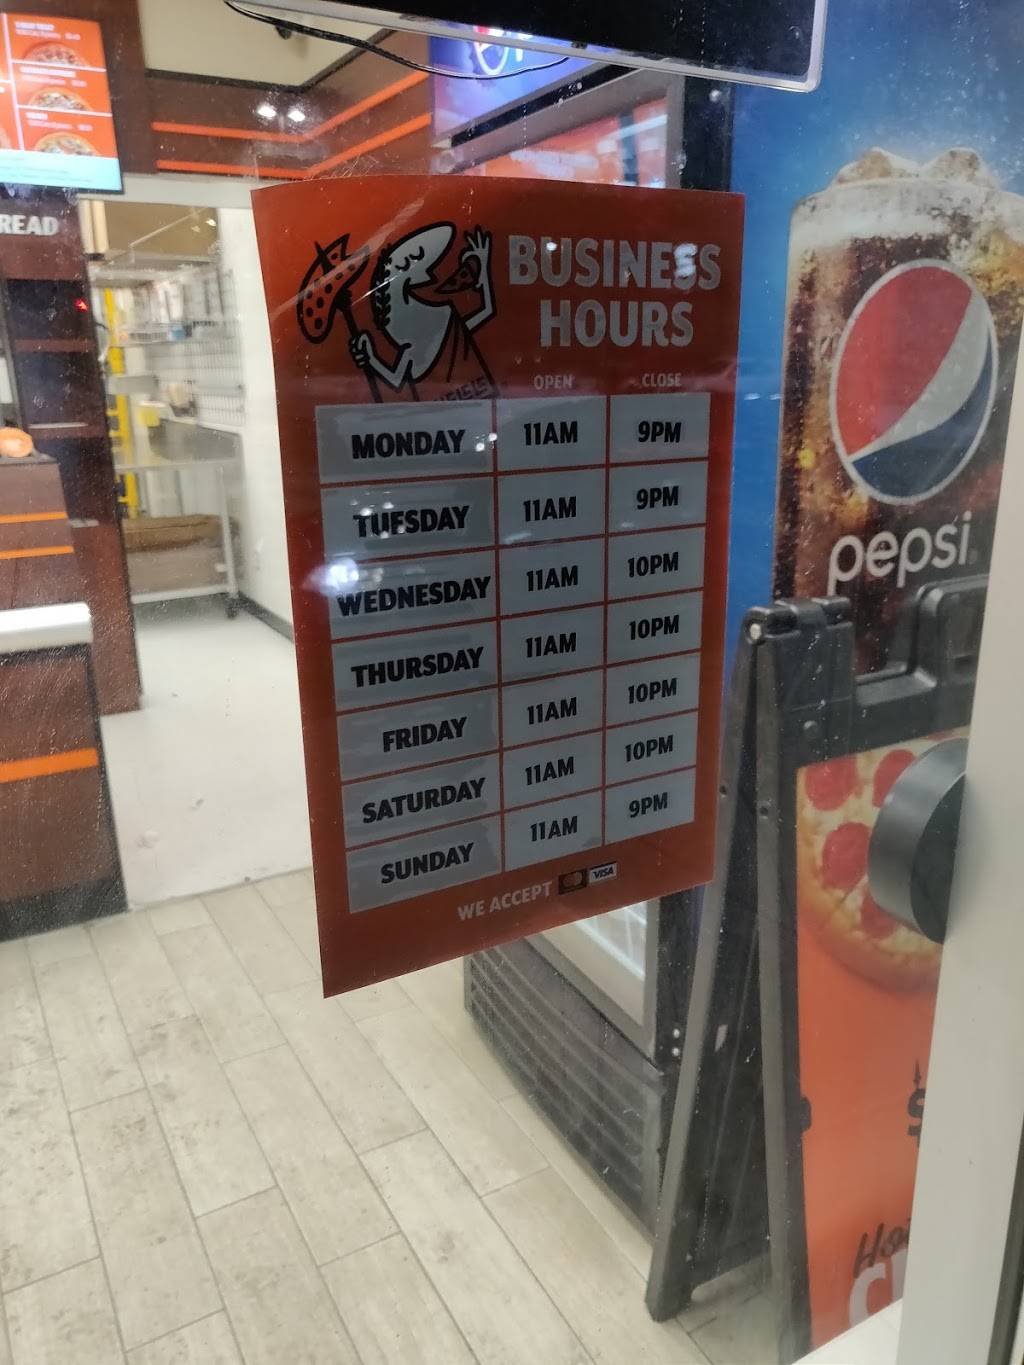 READ
BUSINESS
HOURS
OPEN CLOSE
MONDAY 11AM 9PM
TUESDAY 11AM 9PM
WEDNESDAY 11AM 10PM
THURSDAY 11AM 10PM
FRIDAY 11AM 10PM
SATURDAY 11AM 10PM
SUNDAY 11AM 9PM
WE ACCEPT VISA
pepsi